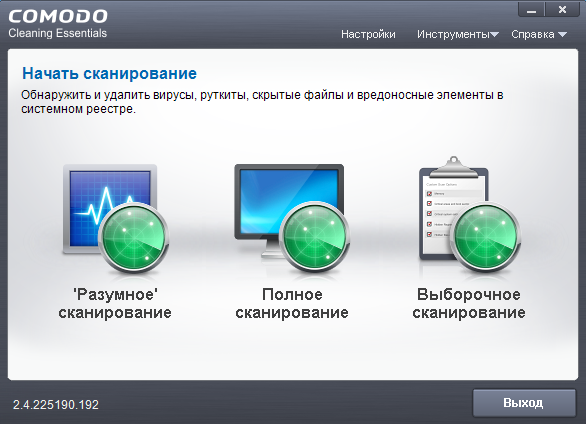 COMODO
Cleaning Essentials
Настройки Инструменты Справка
Начать сканирование
Обнаружить и удалить вирусы, руткиты, скрытые файлы и вредоносные элементы в
системном реестре.
'Разумное'
сканирование
Полное
сканирование
Выборочное
сканирование
2.4.225190.192
Выход